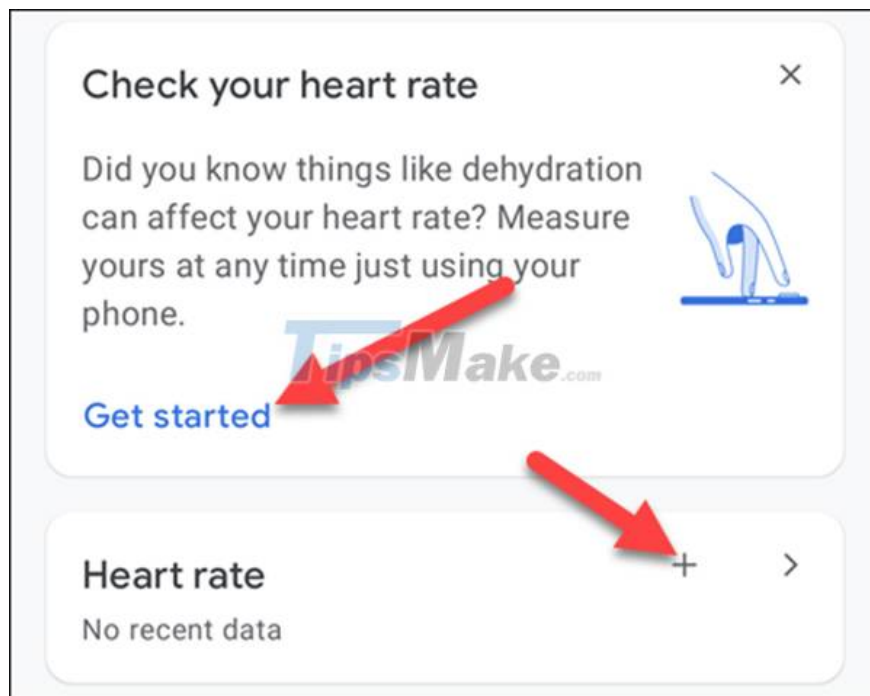 Check your heart rate
Did you know things like dehydration
can affect your heart rate? Measure
yours at any time just using your
phone.
TipsMake.com
Get started
Heart rate
No recent data